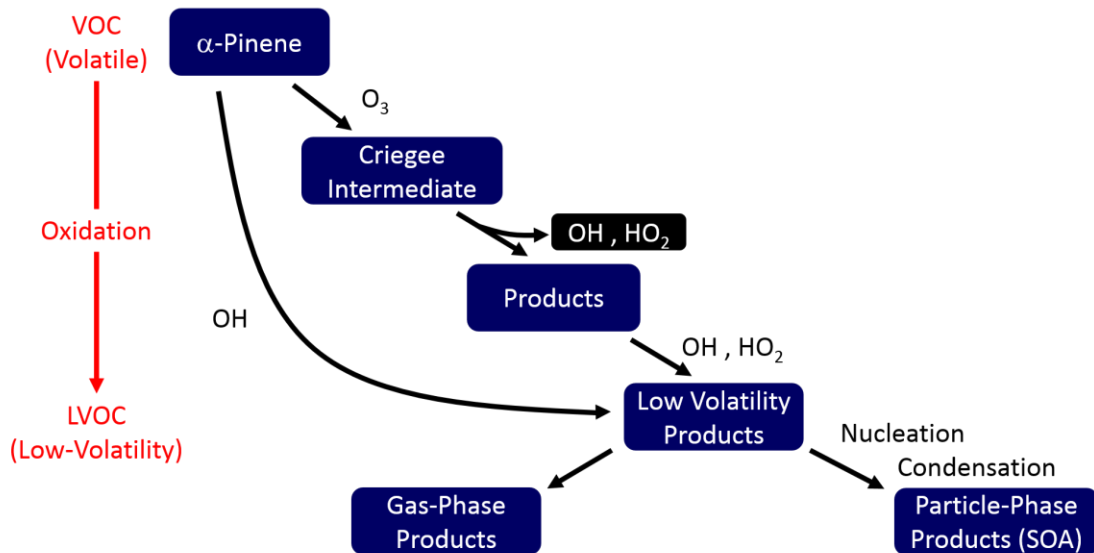 VOC
(Volatile)
α-Pinene
O₃
Criegee
Intermediate
OH , HO₂
Oxidation
Products
OH
OH , HO₂
LVOC
(Low-Volatility)
Low Volatility
Products
Nucleation
Condensation
Gas-Phase
Products
Particle-Phase
Products (SOA)